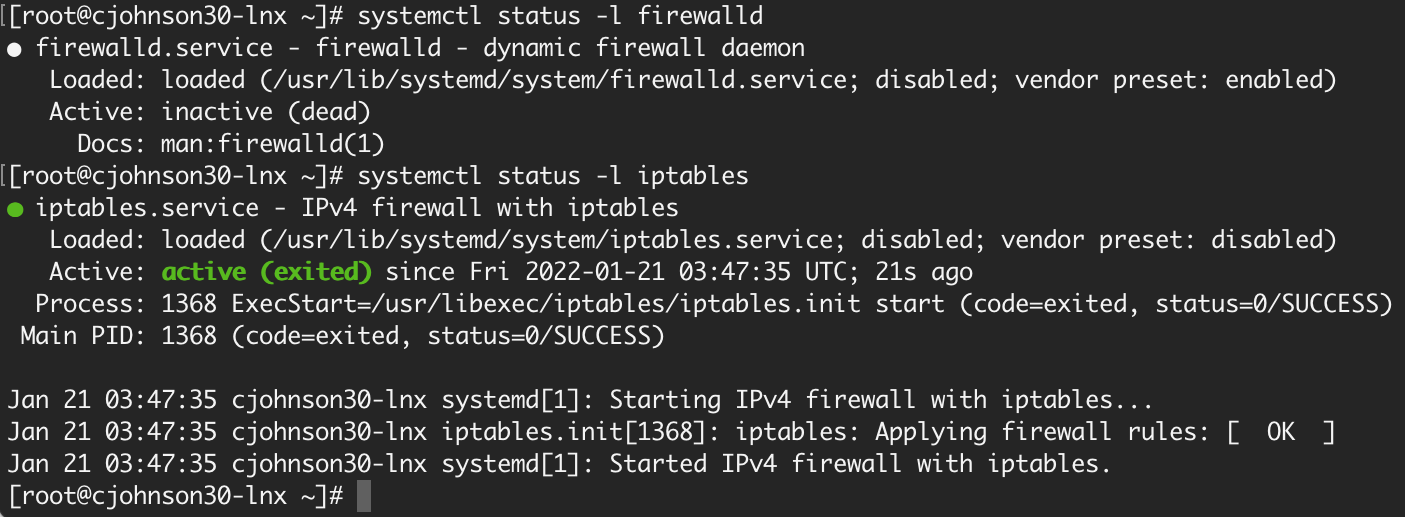 [[root@cjohnson30-lnx ~]# systemctl status -l firewalld
● firewalld.service - firewalld - dynamic firewall daemon
   Loaded: loaded (/usr/lib/systemd/system/firewalld.service; disabled; vendor preset: enabled)
   Active: inactive (dead)
     Docs: man:firewalld(1)
[[root@cjohnson30-lnx ~]# systemctl status -l iptables
● iptables.service - IPv4 firewall with iptables
   Loaded: loaded (/usr/lib/systemd/system/iptables.service; disabled; vendor preset: disabled)
   Active: active (exited) since Fri 2022-01-21 03:47:35 UTC; 21s ago
  Process: 1368 ExecStart=/usr/libexec/iptables/iptables.init start (code=exited, status=0/SUCCESS)
 Main PID: 1368 (code=exited, status=0/SUCCESS)

Jan 21 03:47:35 cjohnson30-lnx systemd[1]: Starting IPv4 firewall with iptables...
Jan 21 03:47:35 cjohnson30-lnx iptables.init[1368]: iptables: Applying firewall rules: [  OK  ]
Jan 21 03:47:35 cjohnson30-lnx systemd[1]: Started IPv4 firewall with iptables.
[root@cjohnson30-lnx ~]#